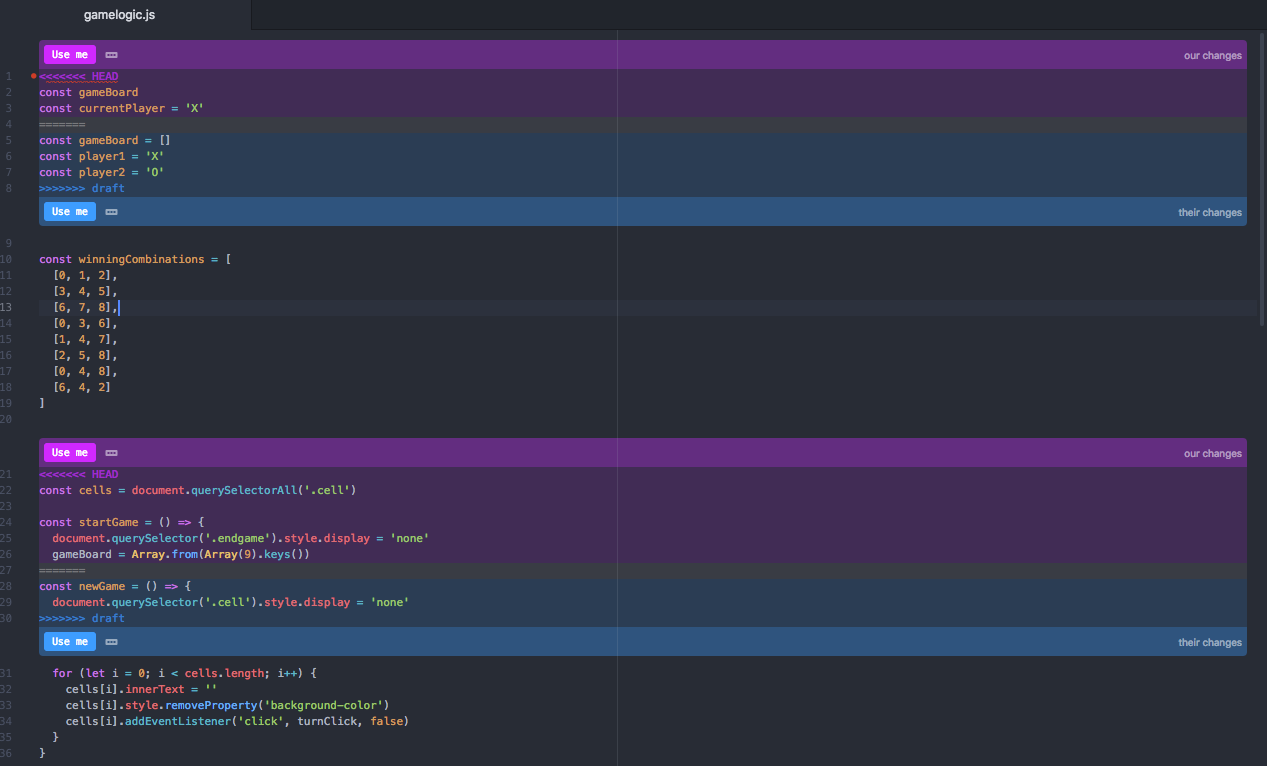 gamelogic.js
Use me our changes
1 <<<<<<< HEAD
2 const gameBoard
3 const currentPlayer = 'X'
4 =======
5 const gameBoard = []
6 const player1 = 'X'
7 const player2 = 'O'
8 >>>>>>> draft
Use me their changes
9
10 const winningCombinations = [
11   [0, 1, 2],
12   [3, 4, 5],
13   [6, 7, 8],
14   [0, 3, 6],
15   [1, 4, 7],
16   [2, 5, 8],
17   [0, 4, 8],
18   [6, 4, 2]
19 ]
20
Use me our changes
21 <<<<<<< HEAD
22 const cells = document.querySelectorAll('.cell')
23
24 const startGame = () => {
25   document.querySelector('.endgame').style.display = 'none'
26   gameBoard = Array.from(Array(9).keys())
27 =======
28 const newGame = () => {
29   document.querySelector('.cell').style.display = 'none'
30 >>>>>>> draft
Use me their changes
31   for (let i = 0; i < cells.length; i++) {
32     cells[i].innerText = ''
33     cells[i].style.removeProperty('background-color')
34     cells[i].addEventListener('click', turnClick, false)
35   }
36 }